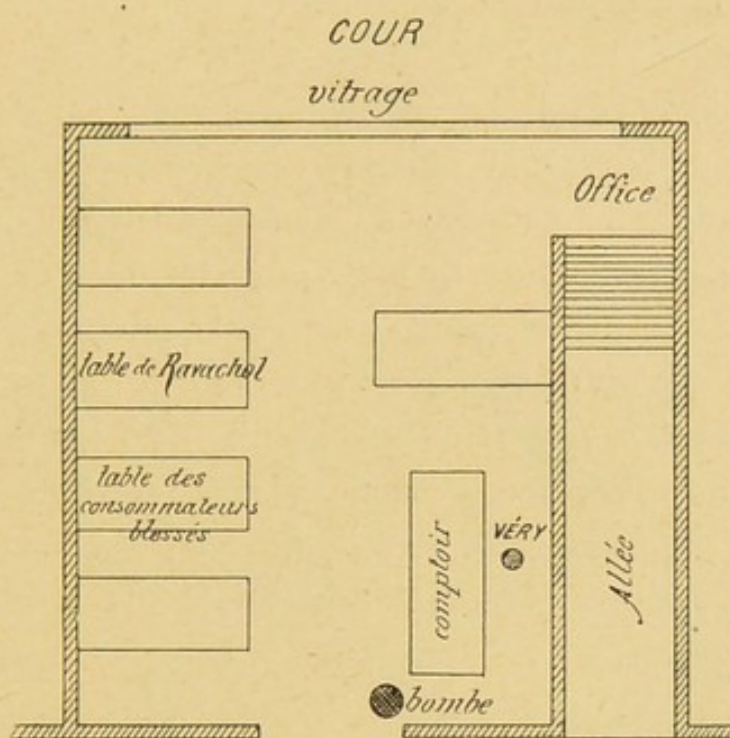 COUR
vitrage
Office
table de Ravachol
table des
consommateurs
blessés
comptoir
VÉRY
Allée
bombe